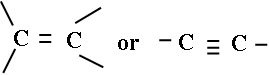 C = C or – C ≡ C –